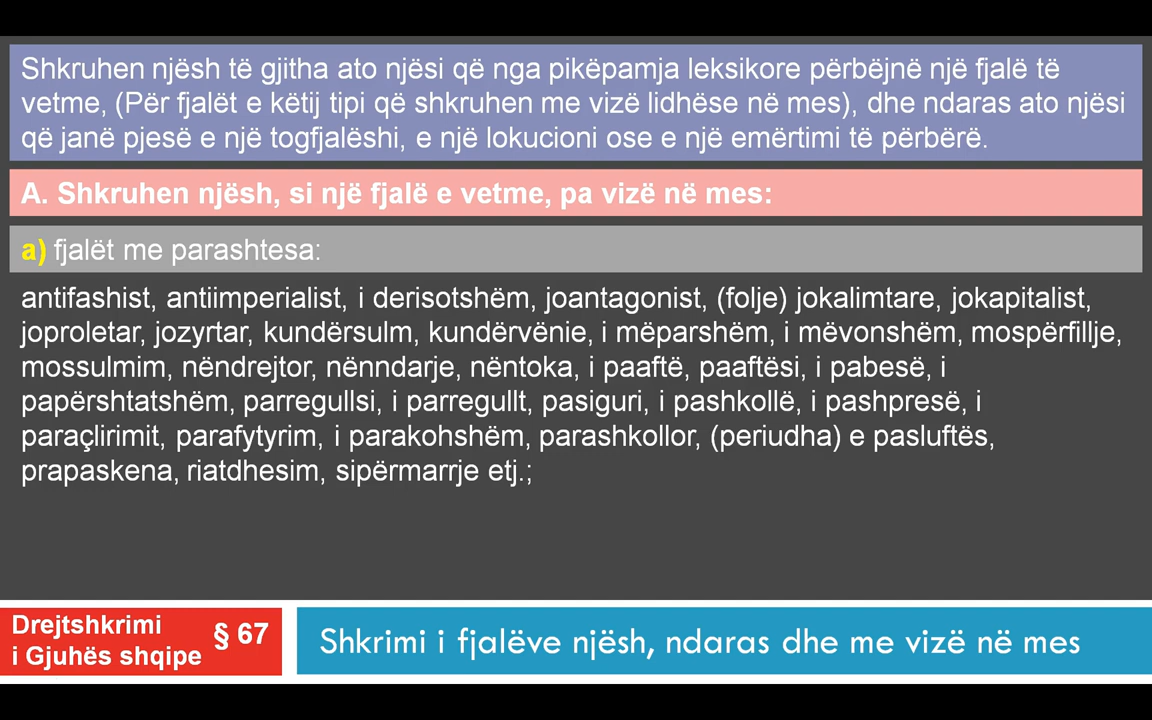 Shkruhen njësh të gjitha ato njësi që nga pikëpamja leksikore përbëjnë një fjalë të
vetme, (Për fjalët e këtij tipi që shkruhen me vizë lidhëse në mes), dhe ndaras ato njësi
që janë pjesë e një togfjalëshi, e një lokucioni ose e një emërtimi të përbërë.
A. Shkruhen njësh, si një fjalë e vetme, pa vizë në mes:
a) fjalët me parashtesa:
antifashist, antiimperialist, i derisotshëm, joantagonist, (folje) jokalimtare, jokapitalist,
joproletar, jozyrtar, kundërsulm, kundërvënie, i mëparshëm, i mëvonshëm, mospërfillje,
mossulmim, nëndrejtor, nënndarje, nëntoka, i paaftë, paaftësi, i pabesë, i
papërshtatshëm, parregullsi, i parregullt, pasiguri, i pashkollë, i pashpresë, i
paraçlirimit, parafytyrim, i parakohshëm, parashkollor, (periudha) e pasluftës,
prapaskena, riatdhesim, sipërmarrje etj.;
Drejtshkrimi
i Gjuhës shqipe
§ 67
Shkrimi i fjalëve njësh, ndaras dhe me vizë në mes